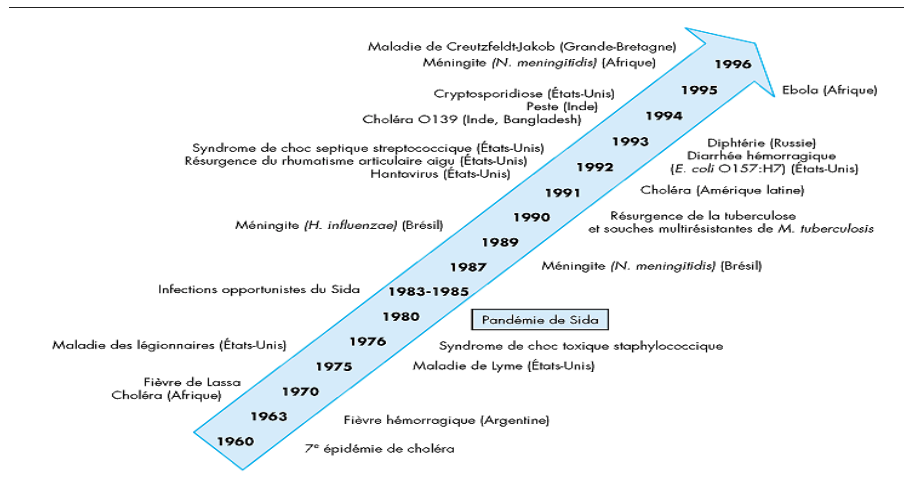 Maladie de Creutzfeldt-Jakob (Grande-Bretagne)
Méningite (N. meningitidis) (Afrique)
1996
1995
Ebola (Afrique)
Cryptosporidiose (États-Unis)
Peste (Inde)
Choléra O139 (Inde, Bangladesh)
1994
1993
Diphtérie (Russie)
Diarrhée hémorragique
(E. coli O157:H7) (États-Unis)
Syndrome de choc septique streptococcique (États-Unis)
Résurgence du rhumatisme articulaire aigu (États-Unis)
Hantavirus (États-Unis)
1992
1991
Choléra (Amérique latine)
1990
Résurgence de la tuberculose
et souches multirésistantes de M. tuberculosis
Méningite (H. influenzae) (Brésil)
1989
1987
Méningite (N. meningitidis) (Brésil)
Infections opportunistes du Sida
1983-1985
1980
Pandémie de Sida
1976
Syndrome de choc toxique staphylococcique
Maladie des légionnaires (États-Unis)
1975
Maladie de Lyme (États-Unis)
Fièvre de Lassa
Choléra (Afrique)
1970
1963
Fièvre hémorragique (Argentine)
1960
7e épidémie de choléra